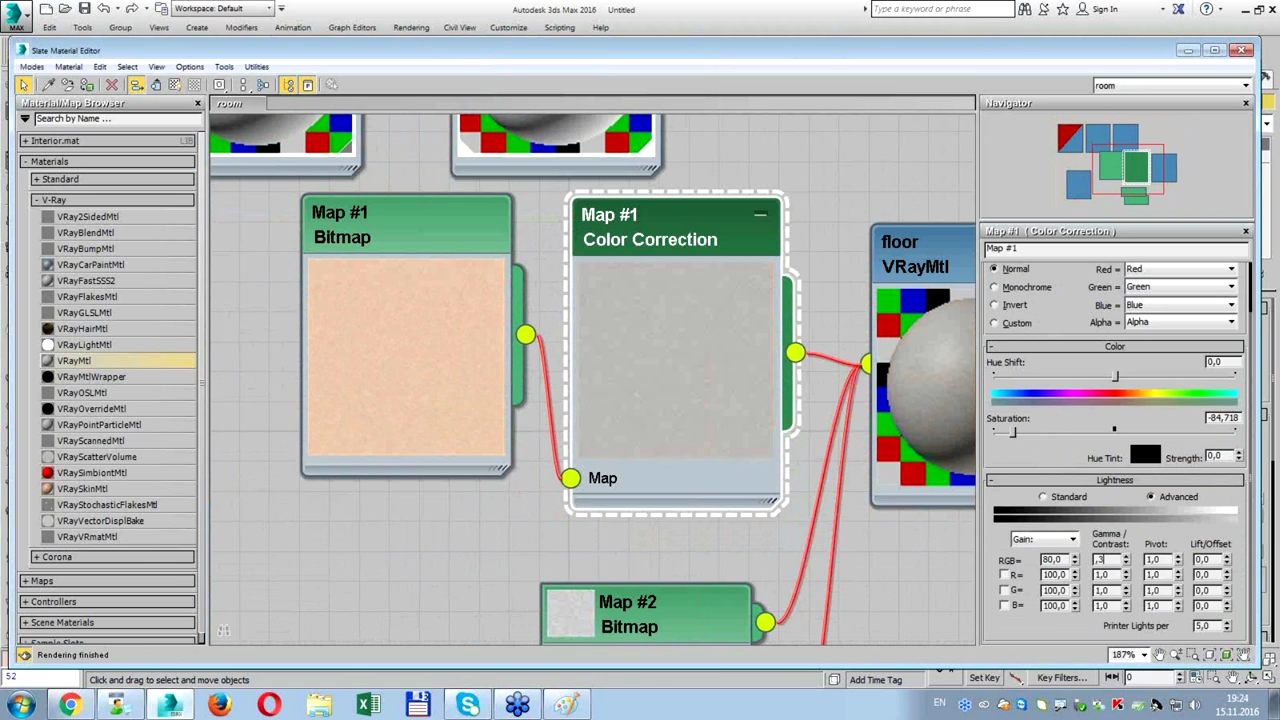 Workspace: Default
Autodesk 3ds Max 2016
Untitled
Type a keyword or phrase
Sign In
MAX
Edit
Tools
Group
Views
Create
Modifiers
Animation
Graph Editors
Rendering
Civil View
Customize
Scripting
Help
Slate Material Editor
Modes
Material
Edit
Select
View
Options
Tools
Utilities
room
Material/Map Browser
room
Navigator
Search by Name ...
+ Interior.mat
LIB
- Materials
+ Standard
- V-Ray
VRay2SidedMtl
VRayBlendMtl
VRayBumpMtl
VRayCarPaintMtl
VRayFastSSS2
VRayFlakesMtl
VRayGLSLMtl
VRayHairMtl
VRayLightMtl
VRayMtl
VRayMtlWrapper
VRayOSLMtl
VRayOverrideMtl
VRayPointParticleMtl
VRayScannedMtl
VRayScatterVolume
VRaySimbiontMtl
VRaySkinMtl
VRayStochasticFlakesMtl
VRayVectorDisplBake
VRayVRmatMtl
+ Corona
+ Maps
+ Controllers
+ Scene Materials
Map #1
Bitmap
Map #1
Color Correction
Map
floor
VRayMtl
Map #2
Bitmap
Map #1 ( Color Correction )
Map #1
Normal
Red =
Red
Monochrome
Green =
Green
Invert
Blue =
Blue
Custom
Alpha =
Alpha
- Color
Hue Shift:
0,0
Saturation:
-84,718
Hue Tint:
Strength:
0,0
- Lightness
Standard
Advanced
Gain:
Gamma /
Contrast:
Pivot:
Lift/Offset
RGB=
80,0
,3
1,0
0,0
R=
100,0
1,0
1,0
0,0
G=
100,0
1,0
1,0
0,0
B=
100,0
1,0
1,0
0,0
Printer Lights per
5,0
Rendering finished
187%
52
Click and drag to select and move objects
Add Time Tag
Set Key
Key Filters...
0
EN
19:24
15.11.2016